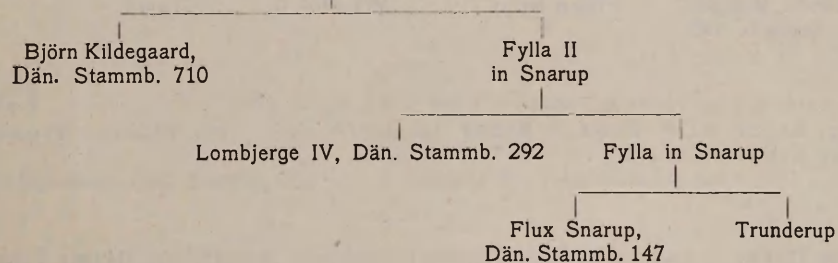 Björn Kildegaard,
Dän. Stammb. 710
Fylla II
in Snarup
Lombjerge IV, Dän. Stammb. 292
Fylla in Snarup
Flux Snarup,
Dän. Stammb. 147
Trunderup